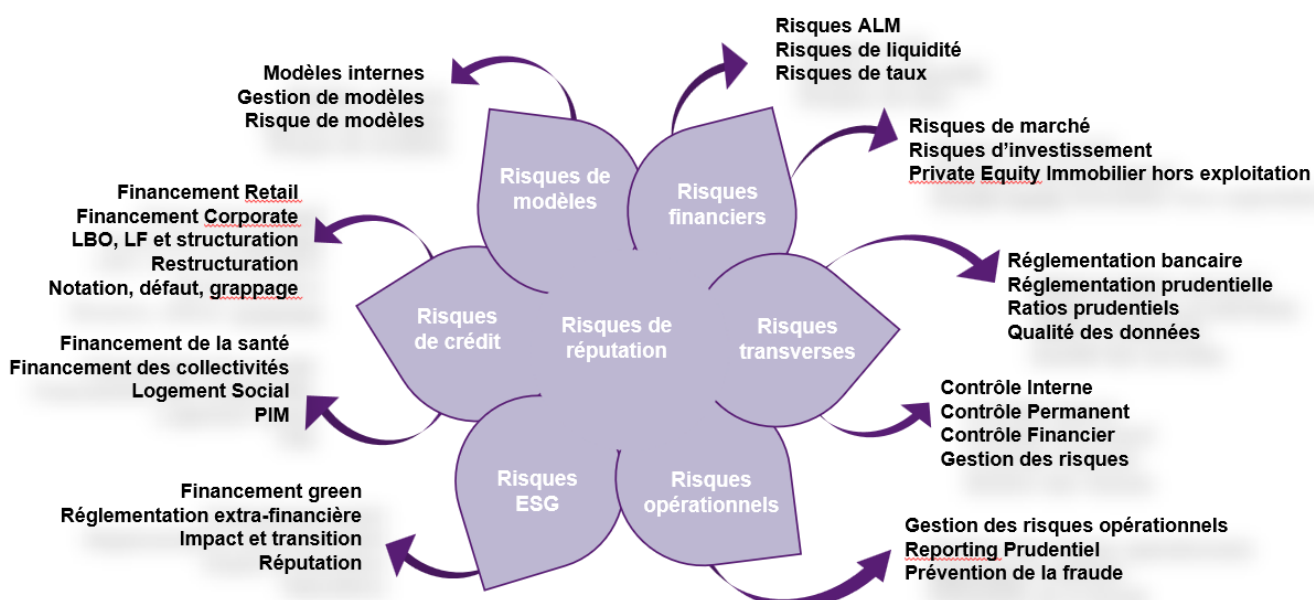 Risques ALM
Risques de liquidité
Risques de taux
Modèles internes
Gestion de modèles
Risque de modèles
Risques de marché
Risques d’investissement
Private Equity Immobilier hors exploitation
Risques de
modèles
Risques
financiers
Financement Retail
Financement Corporate
LBO, LF et structuration
Restructuration
Notation, défaut, grappage
Réglementation bancaire
Réglementation prudentielle
Ratios prudentiels
Qualité des données
Risques
de crédit
Risques de
réputation
Risques
transverses
Financement de la santé
Financement des collectivités
Logement Social
PIM
Contrôle Interne
Contrôle Permanent
Contrôle Financier
Gestion des risques
Risques
ESG
Risques
opérationnels
Financement green
Réglementation extra-financière
Impact et transition
Réputation
Gestion des risques opérationnels
Reporting Prudentiel
Prévention de la fraude